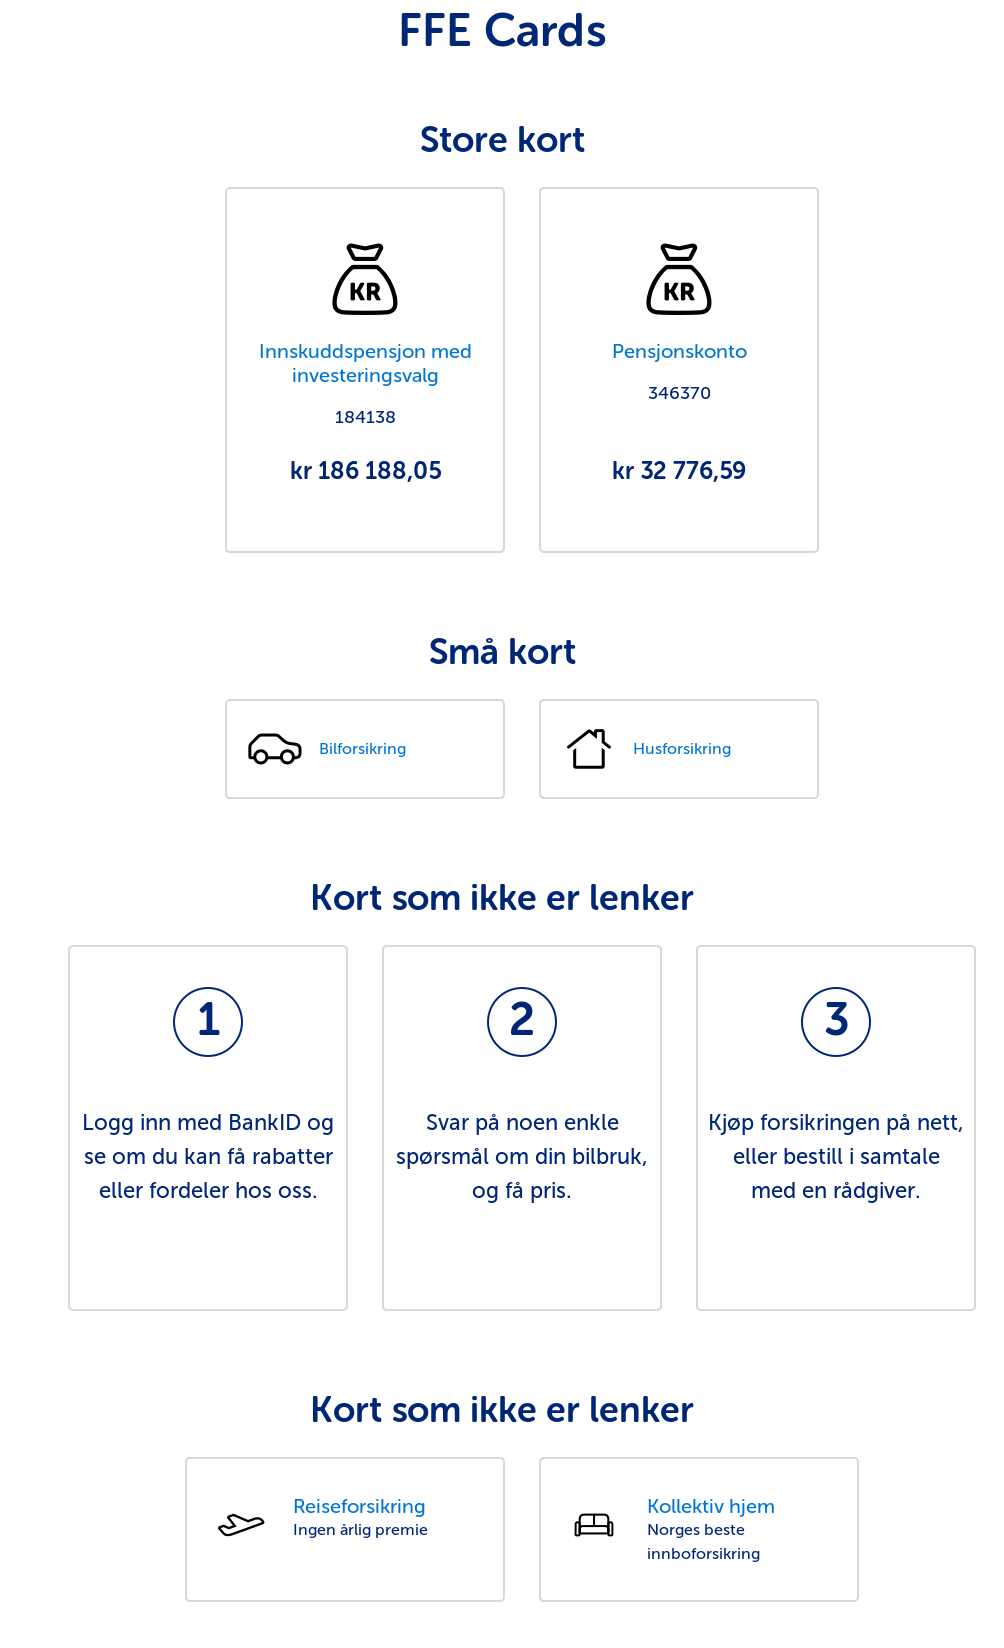 FFE Cards
Store kort
KR
Innskuddspensjon med
investeringsvalg
184138
kr 186 188,05
KR
Pensjonskonto
346370
kr 32 776,59
Små kort
Bilforsikring
Husforsikring
Kort som ikke er lenker
1
Logg inn med BankID og
se om du kan få rabatter
eller fordeler hos oss.
2
Svar på noen enkle
spørsmål om din bilbruk,
og få pris.
3
Kjøp forsikringen på nett,
eller bestill i samtale
med en rådgiver.
Kort som ikke er lenker
Reiseforsikring
Ingen årlig premie
Kollektiv hjem
Norges beste
innboforsikring